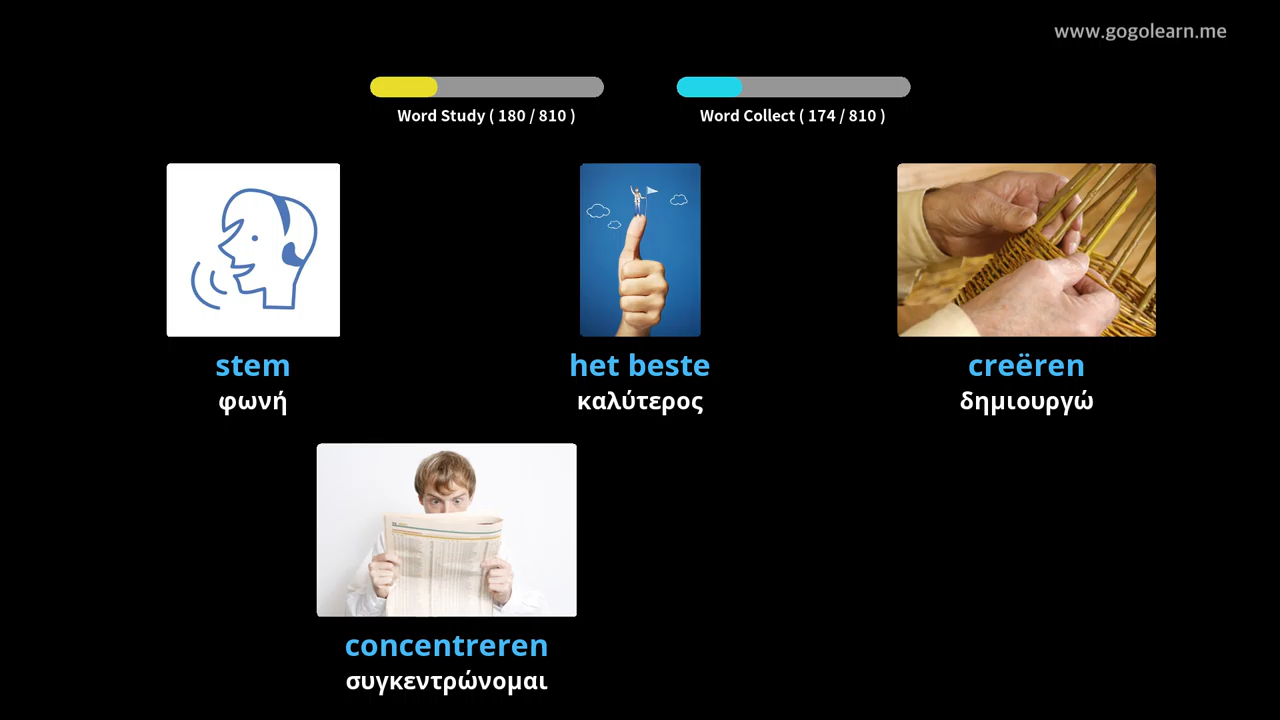 www.gogolearn.me
Word Study ( 180 / 810 )
Word Collect ( 174 / 810 )
stem
φωνή
het beste
καλύτερος
creëren
δημιουργώ
concentreren
συγκεντρώνομαι